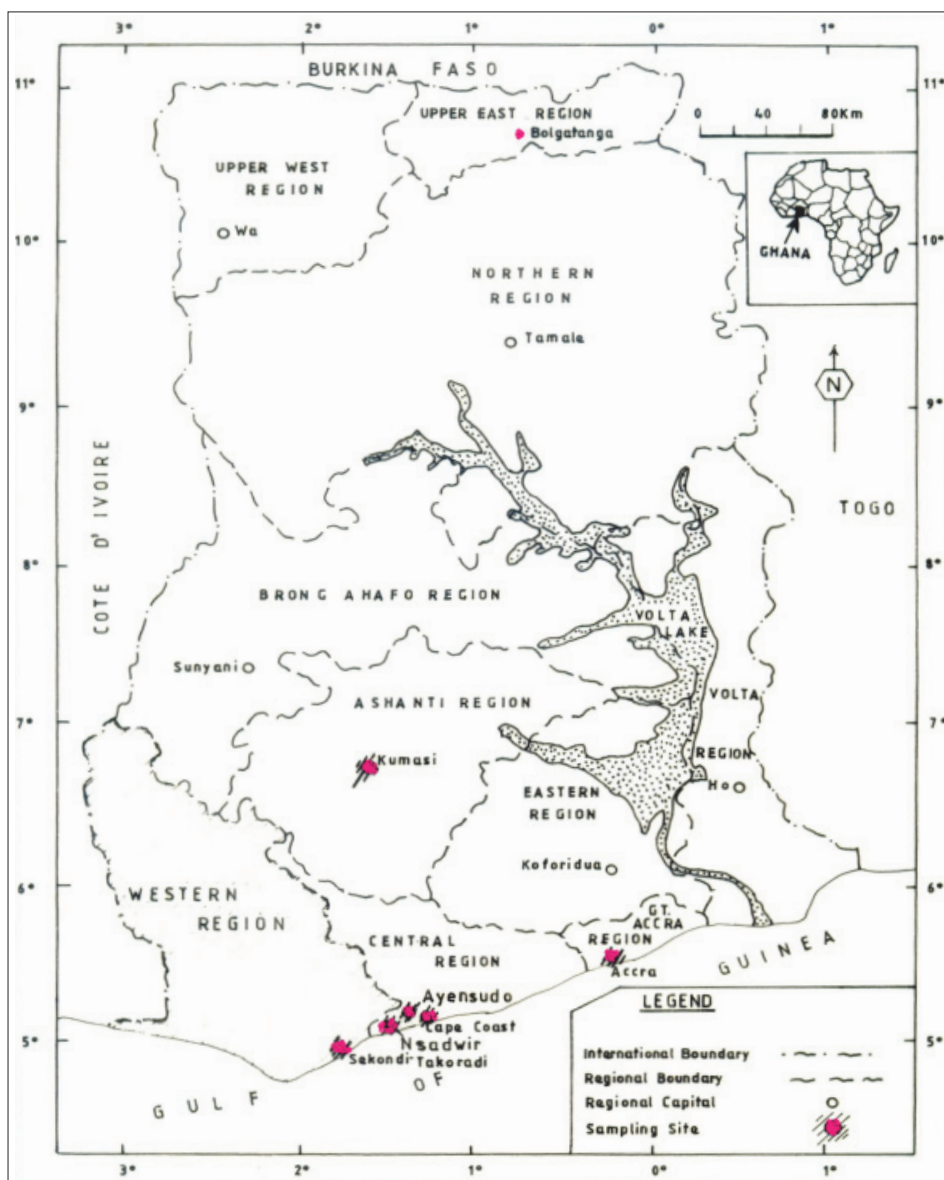 3° 2° 1° 0° 1°
BURKINA FASO
11° 11°
UPPER EAST REGION
Bolgatanga
0 40 80Km
UPPER WEST
REGION
Wa
10° 10°
GHANA
NORTHERN
REGION
Tamale
N
9° 9°
COTE D'IVOIRE
TOGO
8° 8°
BRONG AHAFO REGION
VOLTA
LAKE
Sunyani
ASHANTI REGION
VOLTA
REGION
7° 7°
Kumasi
Ho
EASTERN
REGION
Koforidua
6° 6°
WESTERN
REGION
GT.
ACCRA
REGION
CENTRAL
REGION
Accra
GULF OF GUINEA
Ayensudo
Cape Coast
Nsadwir
Sekondi Takoradi
5° 5°
LEGEND
International Boundary
Regional Boundary
Regional Capital
Sampling Site
3° 2° 1° 0° 1°